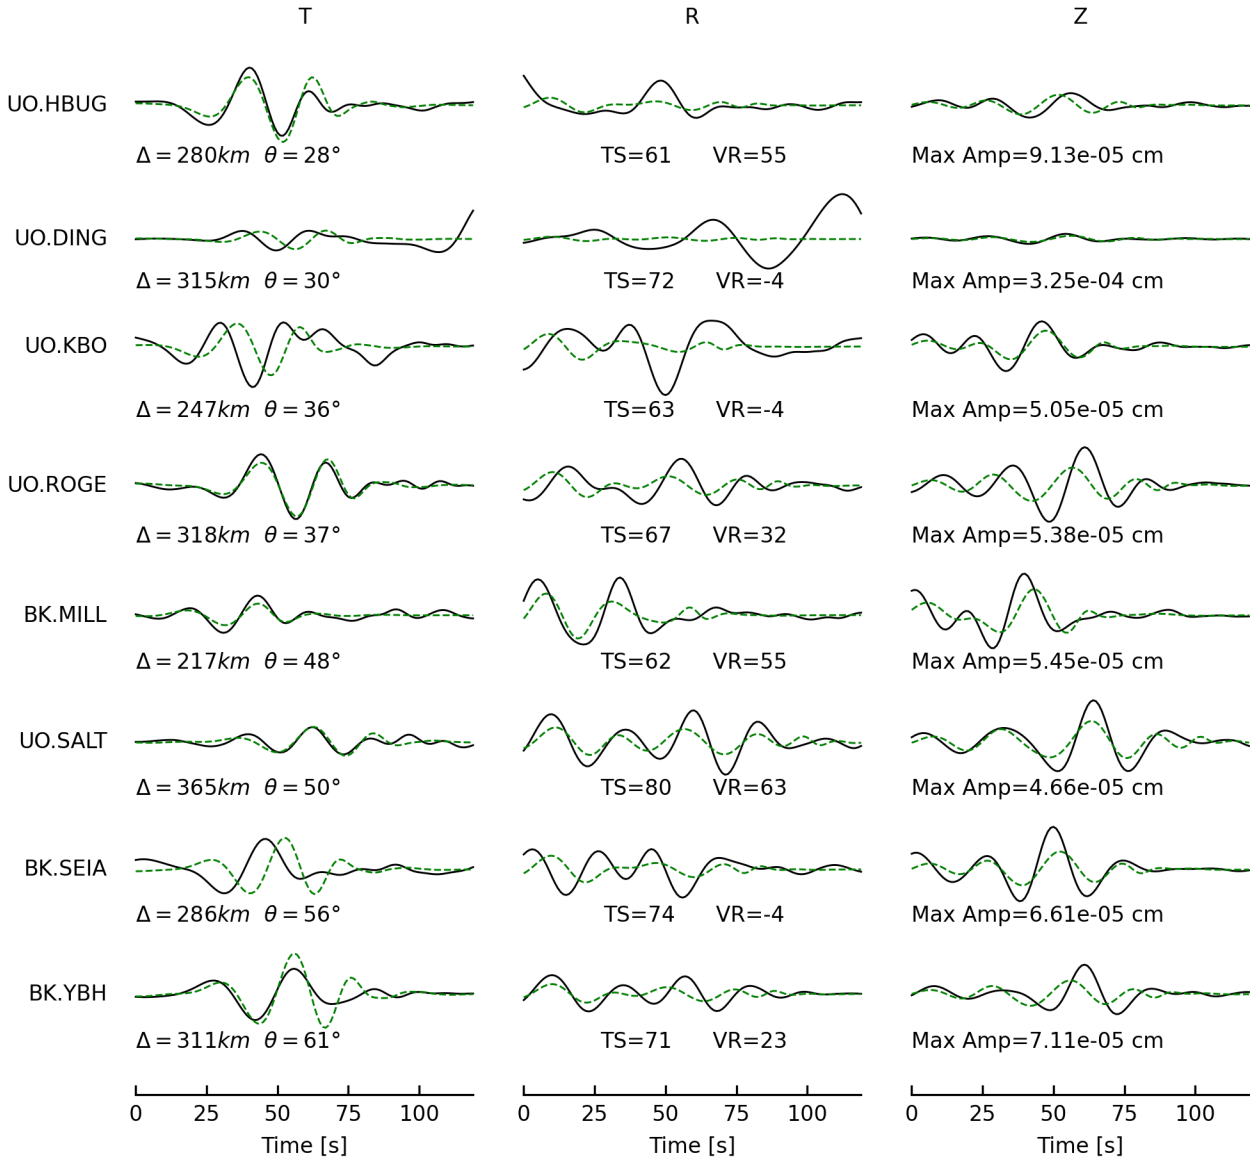 T R Z
UO.HBUG
Δ = 280km θ = 28° TS=61 VR=55 Max Amp=9.13e-05 cm
UO.DING
Δ = 315km θ = 30° TS=72 VR=-4 Max Amp=3.25e-04 cm
UO.KBO
Δ = 247km θ = 36° TS=63 VR=-4 Max Amp=5.05e-05 cm
UO.ROGE
Δ = 318km θ = 37° TS=67 VR=32 Max Amp=5.38e-05 cm
BK.MILL
Δ = 217km θ = 48° TS=62 VR=55 Max Amp=5.45e-05 cm
UO.SALT
Δ = 365km θ = 50° TS=80 VR=63 Max Amp=4.66e-05 cm
BK.SEIA
Δ = 286km θ = 56° TS=74 VR=-4 Max Amp=6.61e-05 cm
BK.YBH
Δ = 311km θ = 61° TS=71 VR=23 Max Amp=7.11e-05 cm
0 25 50 75 100 0 25 50 75 100 0 25 50 75 100
Time [s] Time [s] Time [s]